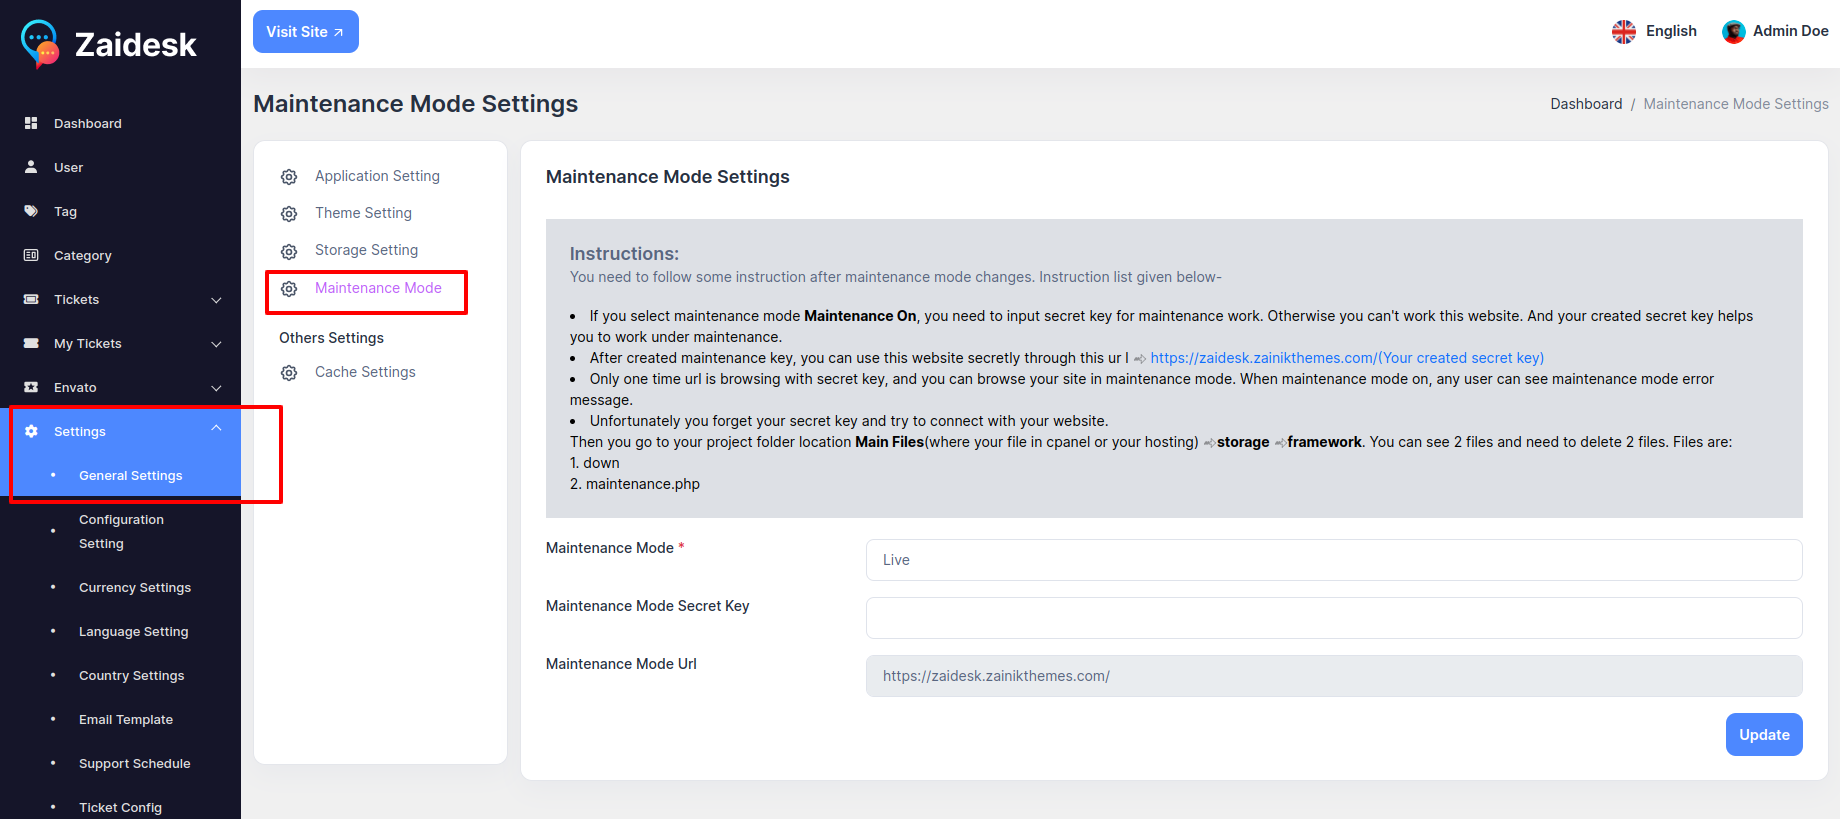 Zaidesk
Visit Site
English
Admin Doe
Dashboard
User
Tag
Category
Tickets
My Tickets
Envato
Settings
General Settings
Configuration
Setting
Currency Settings
Language Setting
Country Settings
Email Template
Support Schedule
Ticket Config
Maintenance Mode Settings
Dashboard / Maintenance Mode Settings
Application Setting
Theme Setting
Storage Setting
Maintenance Mode
Others Settings
Cache Settings
Maintenance Mode Settings
Instructions:
You need to follow some instruction after maintenance mode changes. Instruction list given below-
• If you select maintenance mode Maintenance On, you need to input secret key for maintenance work. Otherwise you can't work this website. And your created secret key helps
you to work under maintenance.
• After created maintenance key, you can use this website secretly through this ur l ➩ https://zaidesk.zainikthemes.com/(Your created secret key)
• Only one time url is browsing with secret key, and you can browse your site in maintenance mode. When maintenance mode on, any user can see maintenance mode error
message.
• Unfortunately you forget your secret key and try to connect with your website.
Then you go to your project folder location Main Files(where your file in cpanel or your hosting) ➩storage ➩framework. You can see 2 files and need to delete 2 files. Files are:
1. down
2. maintenance.php
Maintenance Mode *
Live
Maintenance Mode Secret Key
Maintenance Mode Url
https://zaidesk.zainikthemes.com/
Update